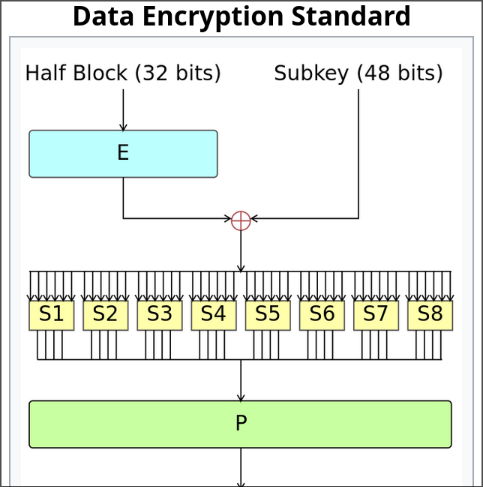 Data Encryption Standard
Half Block (32 bits) Subkey (48 bits)
E
S1 S2 S3 S4 S5 S6 S7 S8
P